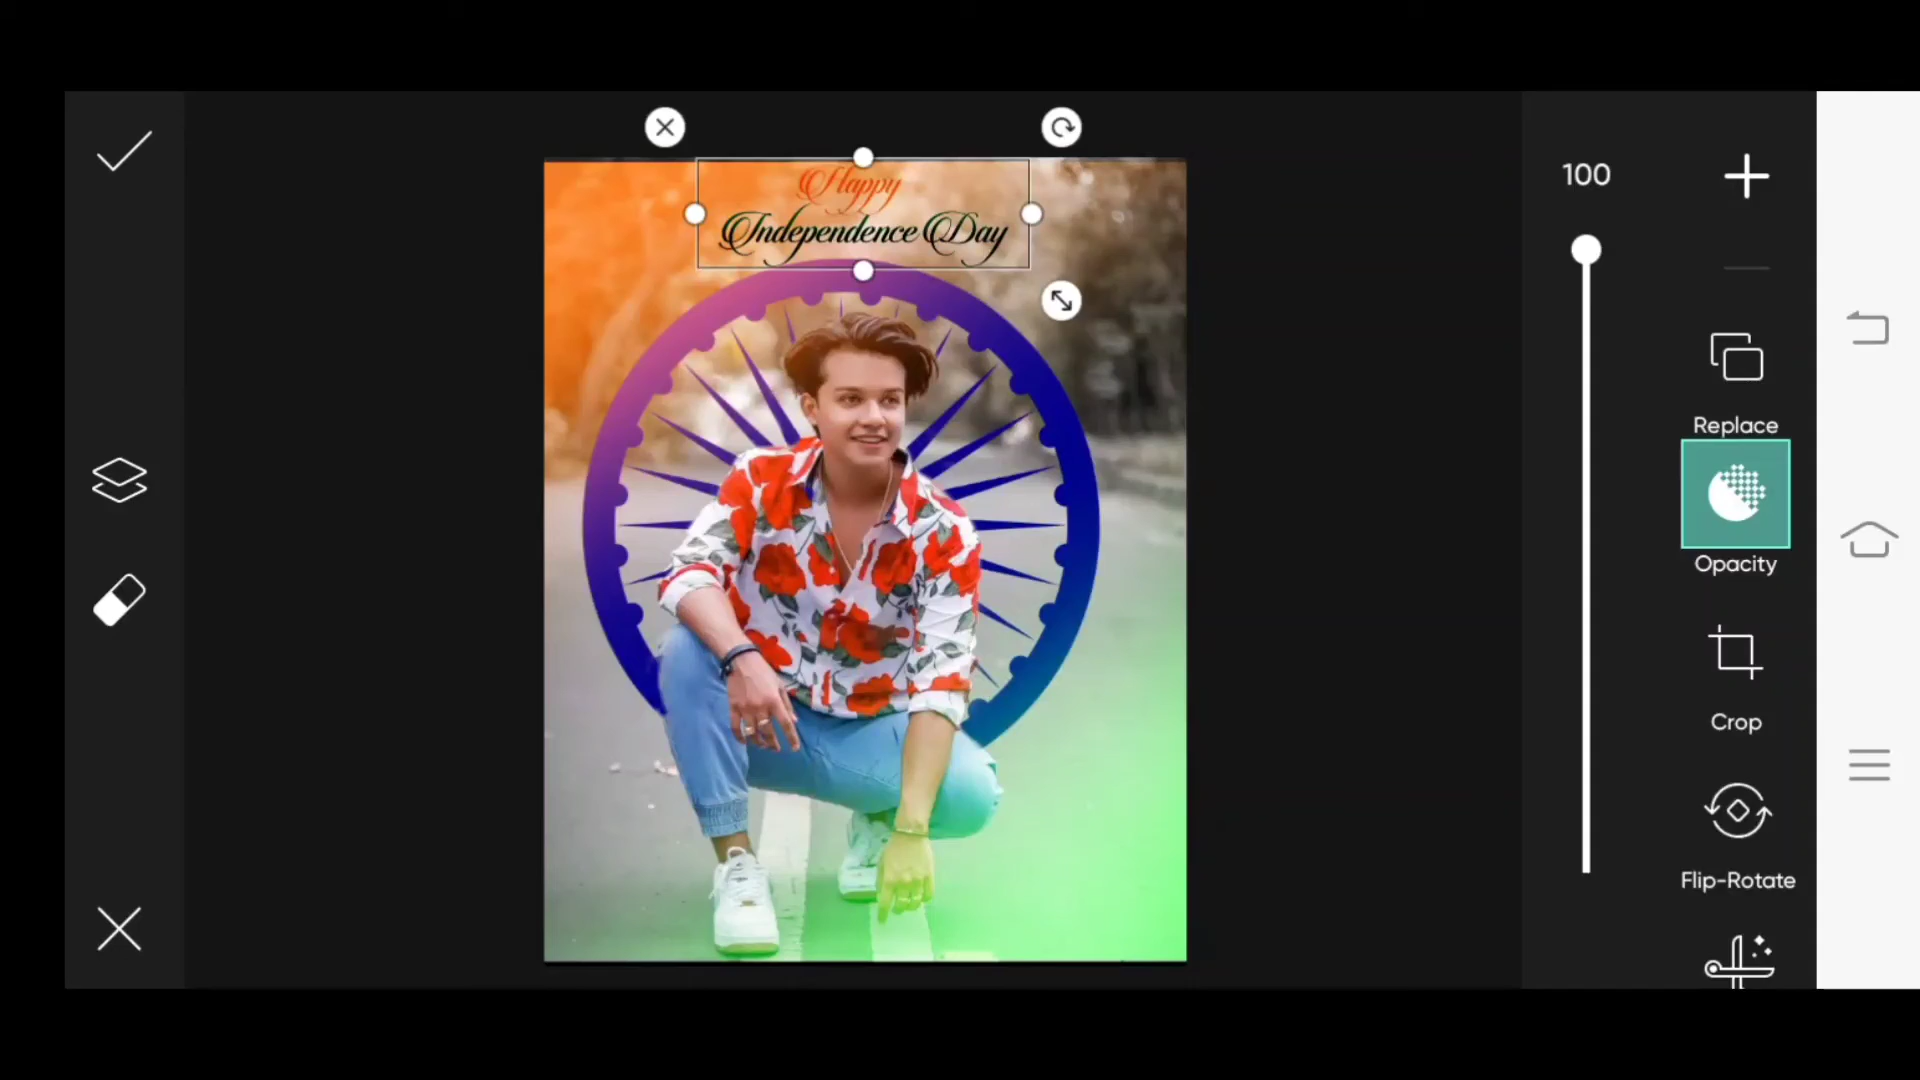 Happy
Independence Day
100
Replace
Opacity
Crop
Flip-Rotate